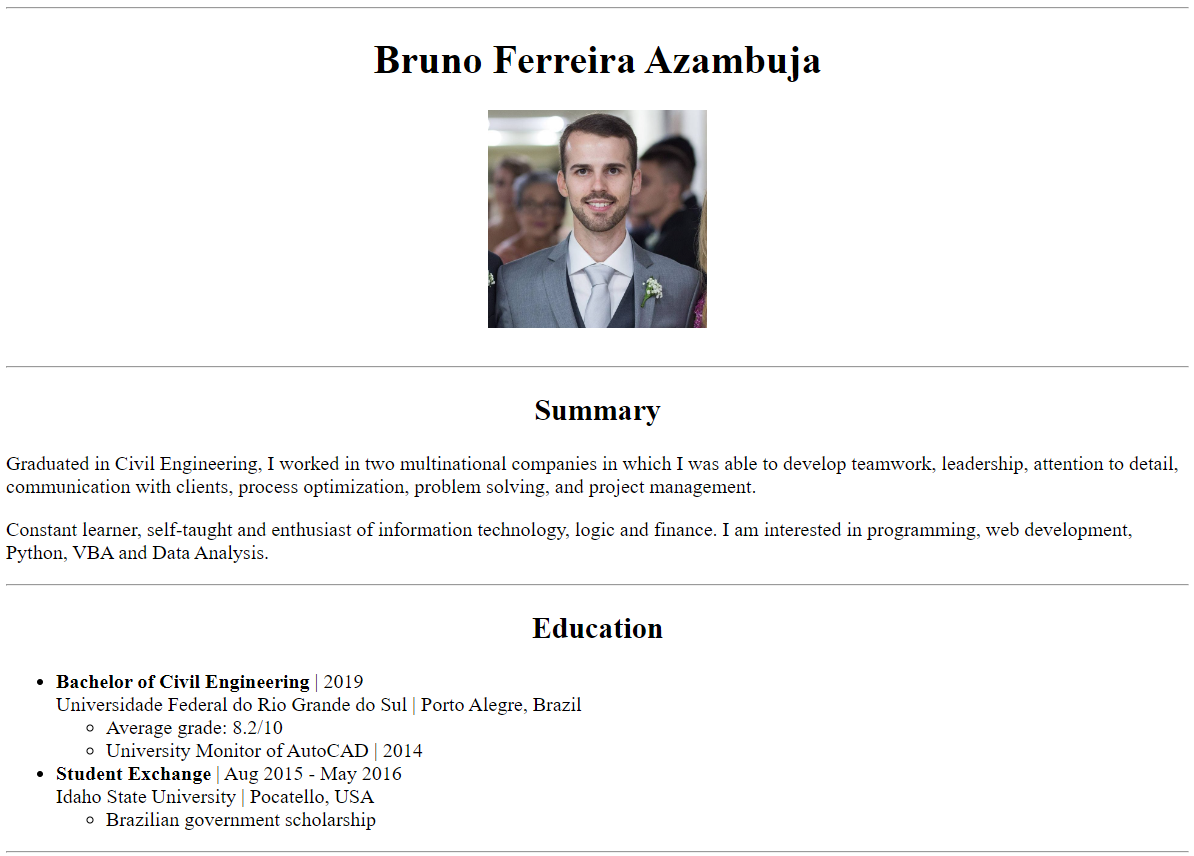 Bruno Ferreira Azambuja
Summary
Graduated in Civil Engineering, I worked in two multinational companies in which I was able to develop teamwork, leadership, attention to detail,
communication with clients, process optimization, problem solving, and project management.
Constant learner, self-taught and enthusiast of information technology, logic and finance. I am interested in programming, web development,
Python, VBA and Data Analysis.
Education
• Bachelor of Civil Engineering | 2019
Universidade Federal do Rio Grande do Sul | Porto Alegre, Brazil
◦ Average grade: 8.2/10
◦ University Monitor of AutoCAD | 2014
• Student Exchange | Aug 2015 - May 2016
Idaho State University | Pocatello, USA
◦ Brazilian government scholarship